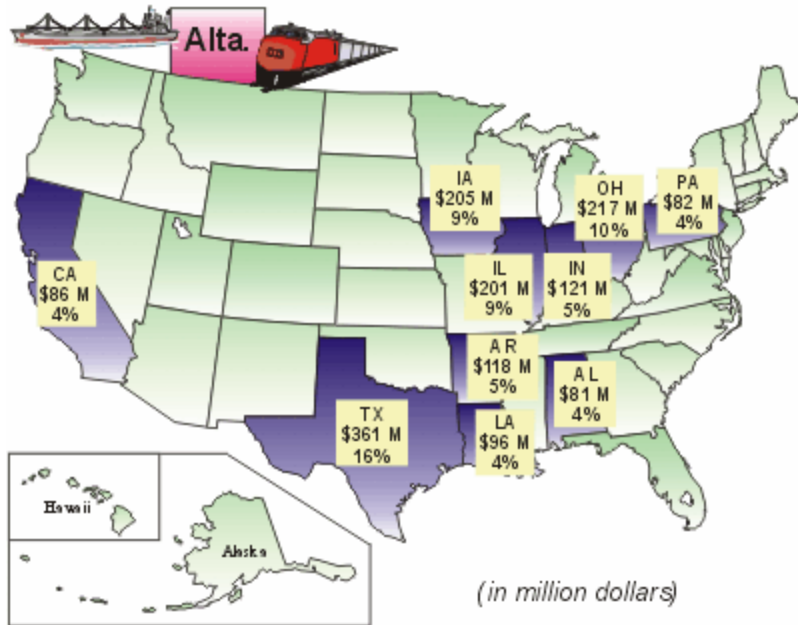 Alta.
IA
$205 M
9%
OH
$217 M
10%
PA
$82 M
4%
CA
$86 M
4%
IL
$201 M
9%
IN
$121 M
5%
AR
$118 M
5%
AL
$81 M
4%
TX
$361 M
16%
LA
$96 M
4%
Hawaii
Alaska
(in million dollars)